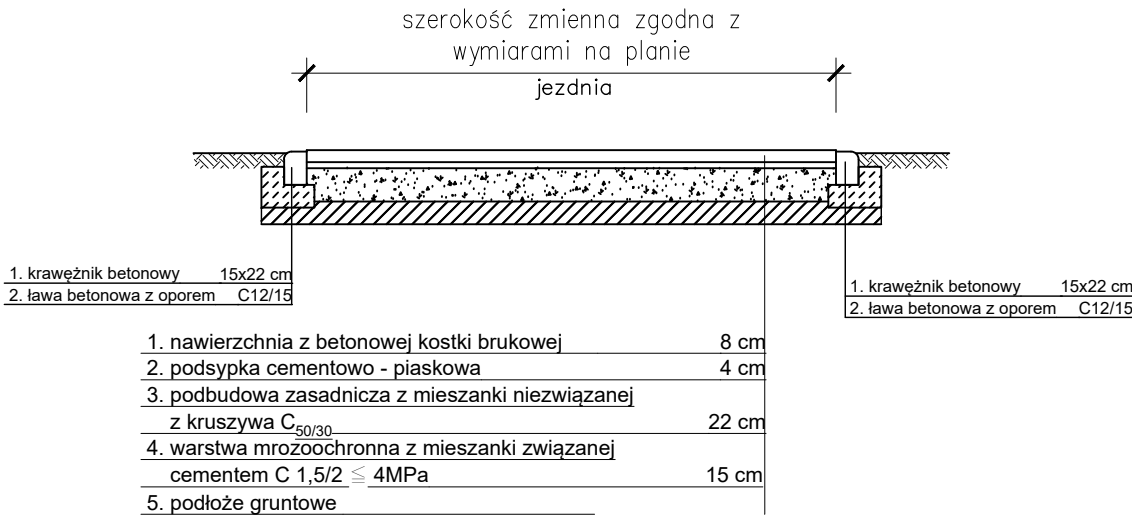 szerokość zmienna zgodna z
wymiarami na planie
jezdnia
1. krawężnik betonowy 15x22 cm
2. ława betonowa z oporem C12/15
1. krawężnik betonowy 15x22 cm
2. ława betonowa z oporem C12/15
1. nawierzchnia z betonowej kostki brukowej 8 cm
2. podsypka cementowo - piaskowa 4 cm
3. podbudowa zasadnicza z mieszanki niezwiązanej
z kruszywa C50/30 22 cm
4. warstwa mrozoochronna z mieszanki związanej
cementem C 1,5/2 ≦ 4MPa 15 cm
5. podłoże gruntowe